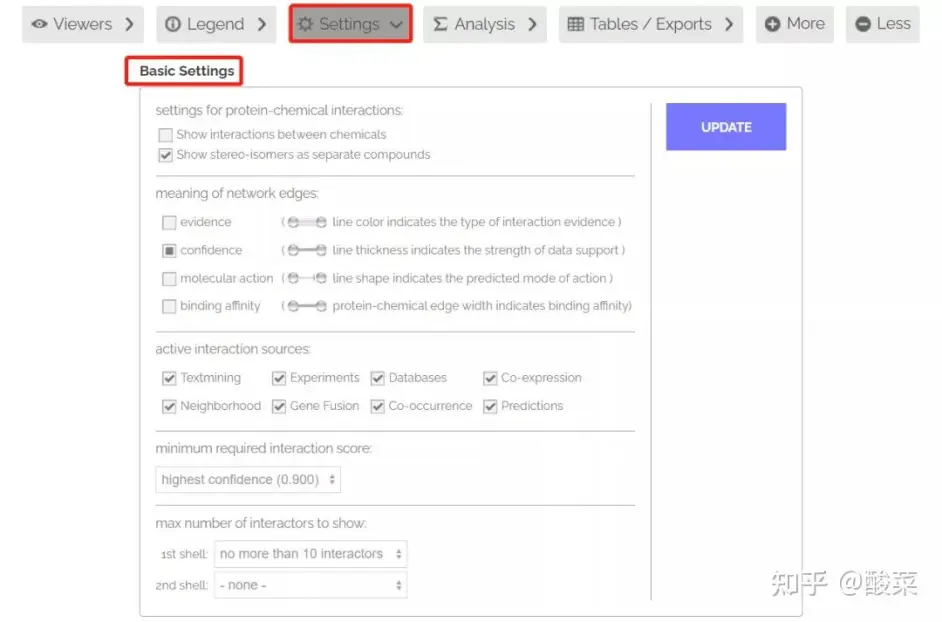 Viewers Legend Settings Analysis Tables / Exports More Less
Basic Settings
settings for protein-chemical interactions:
Show interactions between chemicals
Show stereo-isomers as separate compounds
UPDATE
meaning of network edges:
evidence ( line color indicates the type of interaction evidence )
confidence ( line thickness indicates the strength of data support )
molecular action ( line shape indicates the predicted mode of action )
binding affinity ( protein-chemical edge width indicates binding affinity)
active interaction sources:
Textmining Experiments Databases Co-expression
Neighborhood Gene Fusion Co-occurrence Predictions
minimum required interaction score:
highest confidence (0.900)
max number of interactors to show:
1st shell: no more than 10 interactors
2nd shell: - none -
知乎 @酸菜